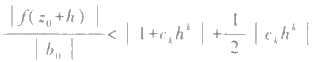 |f(z₀+h)| / |b₀| < |1+cₖhᵏ| + 1/2 |cₖhᵏ|